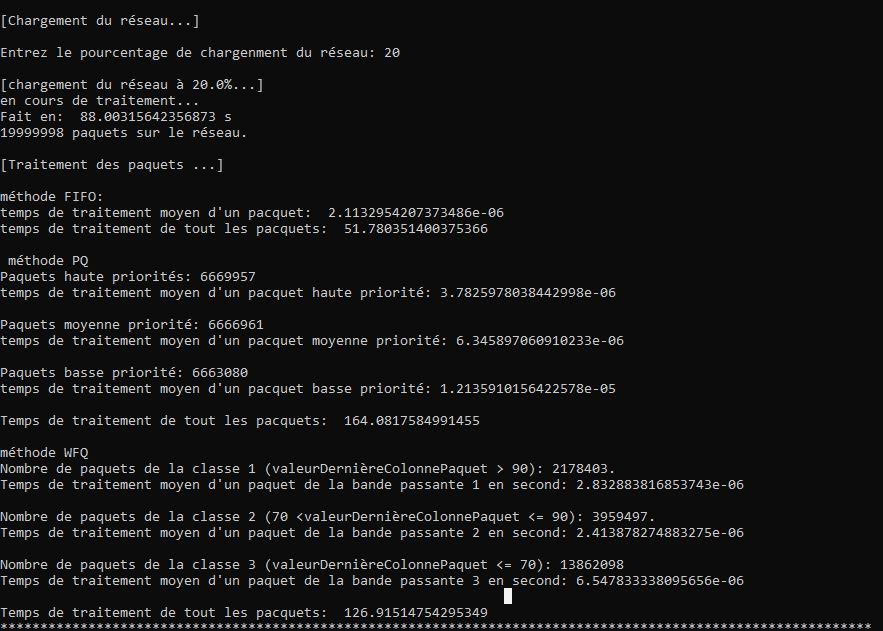 [Chargement du réseau...]
Entrez le pourcentage de chargenment du réseau: 20
[chargement du réseau à 20.0%...]
en cours de traitement...
Fait en:  88.00315642356873 s
19999998 paquets sur le réseau.
[Traitement des paquets ...]
méthode FIFO:
temps de traitement moyen d'un pacquet:  2.1132954207373486e-06
temps de traitement de tout les pacquets:  51.780351400375366
méthode PQ
Paquets haute priorités: 6669957
temps de traitement moyen d'un pacquet haute priorité: 3.7825978038442998e-06
Paquets moyenne priorité: 6666961
temps de traitement moyen d'un pacquet moyenne priorité: 6.345897060910233e-06
Paquets basse priorité: 6663080
temps de traitement moyen d'un pacquet basse priorité: 1.2135910156422578e-05
Temps de traitement de tout les pacquets:  164.0817584991455
méthode WFQ
Nombre de paquets de la classe 1 (valeurDernièreColonnePaquet > 90): 2178403.
Temps de traitement moyen d'un paquet de la bande passante 1 en second: 2.832883816853743e-06
Nombre de paquets de la classe 2 (70 <valeurDernièreColonnePaquet <= 90): 3959497.
Temps de traitement moyen d'un paquet de la bande passante 2 en second: 2.413878274883275e-06
Nombre de paquets de la classe 3 (valeurDernièreColonnePaquet <= 70): 13862098
Temps de traitement moyen d'un paquet de la bande passante 3 en second: 6.547833338095656e-06
Temps de traitement de tout les pacquets:  126.91514754295349
*************************************************************************************************************